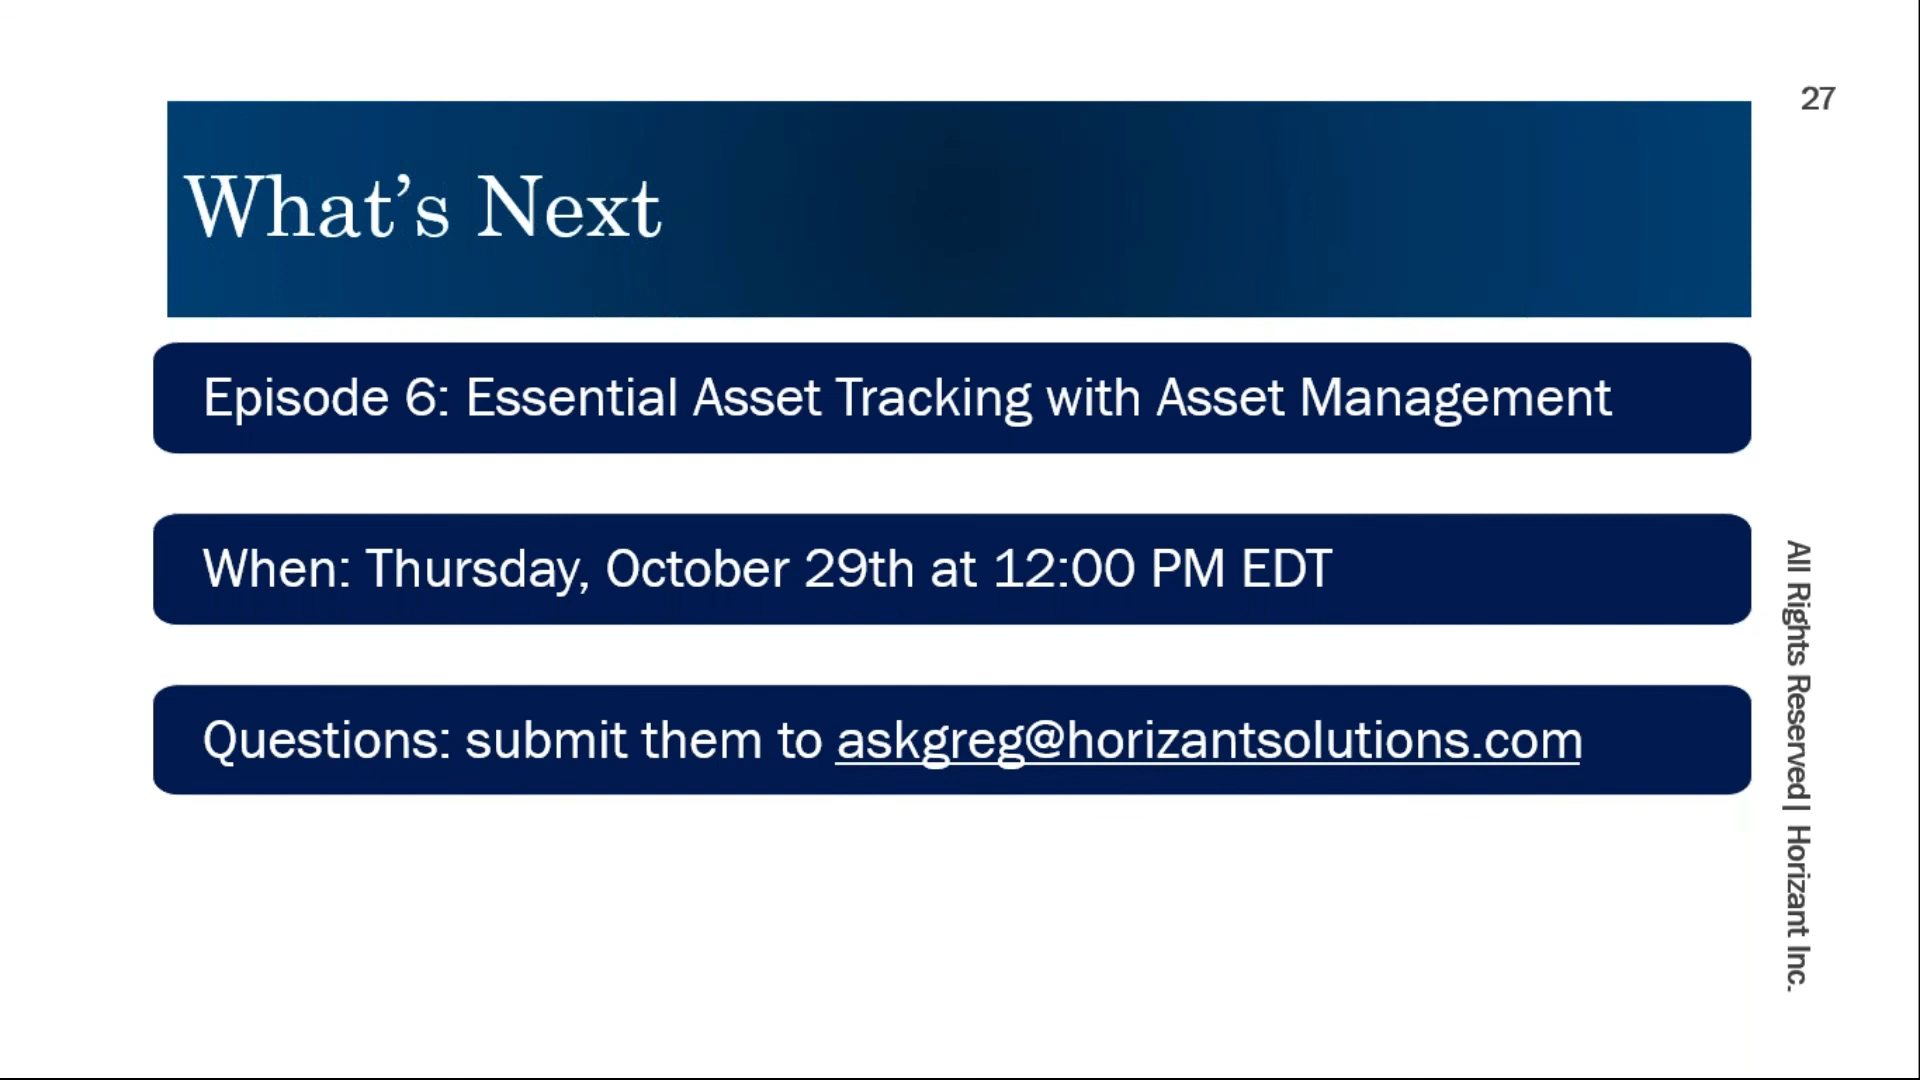 27
What’s Next
Episode 6: Essential Asset Tracking with Asset Management
When: Thursday, October 29th at 12:00 PM EDT
Questions: submit them to askgreg@horizantsolutions.com
All Rights Reserved| Horizant Inc.